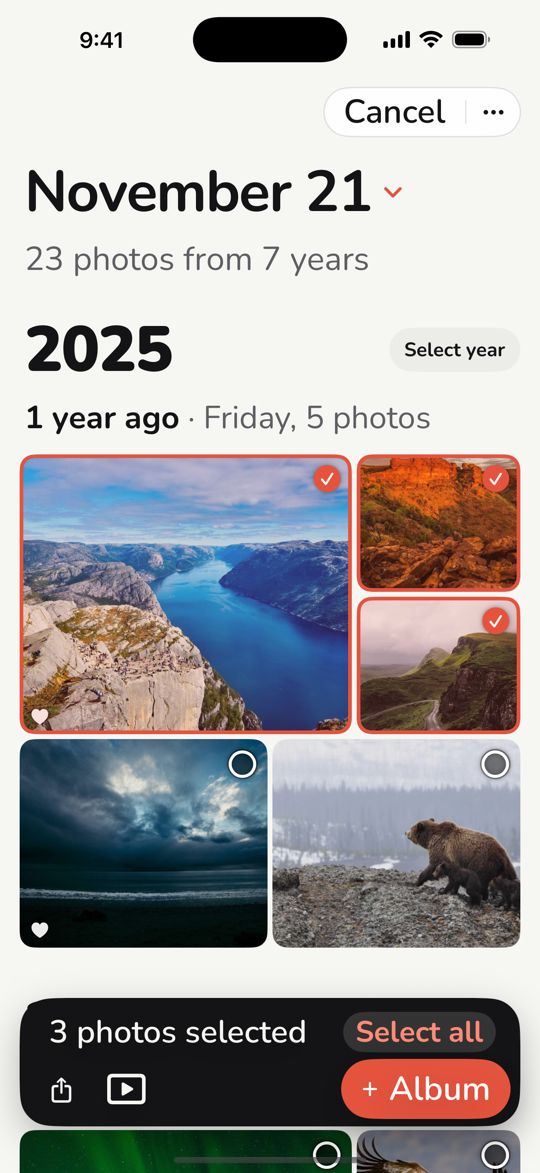 9:41
Cancel
November 21
23 photos from 7 years
2025
Select year
1 year ago · Friday, 5 photos
3 photos selected
Select all
+ Album